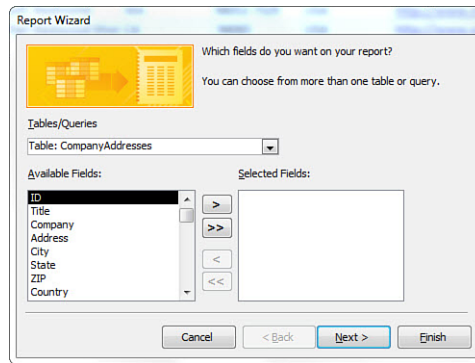 Report Wizard
Which fields do you want on your report?
You can choose from more than one table or query.
Tables/Queries
Table: CompanyAddresses
Available Fields:
Selected Fields:
ID
Title
Company
Address
City
State
ZIP
Country
>
>>
<
<<
Cancel
< Back
Next >
Finish